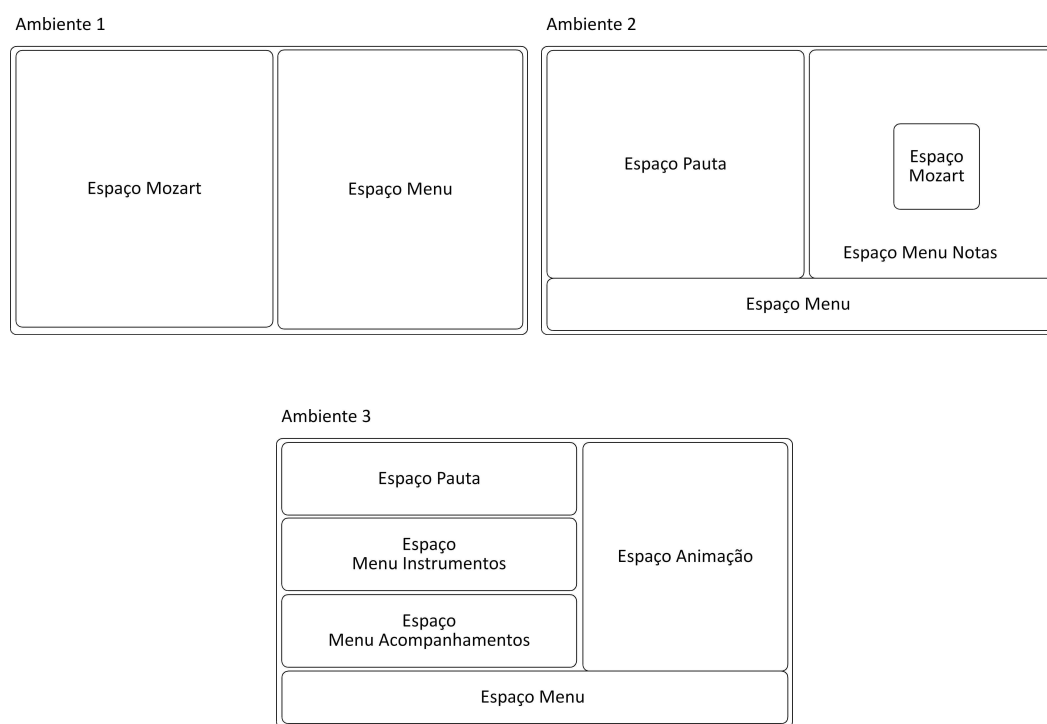 Ambiente 1
Espaço Mozart
Espaço Menu
Ambiente 2
Espaço Pauta
Espaço
Mozart
Espaço Menu Notas
Espaço Menu
Ambiente 3
Espaço Pauta
Espaço
Menu Instrumentos
Espaço
Menu Acompanhamentos
Espaço Animação
Espaço Menu